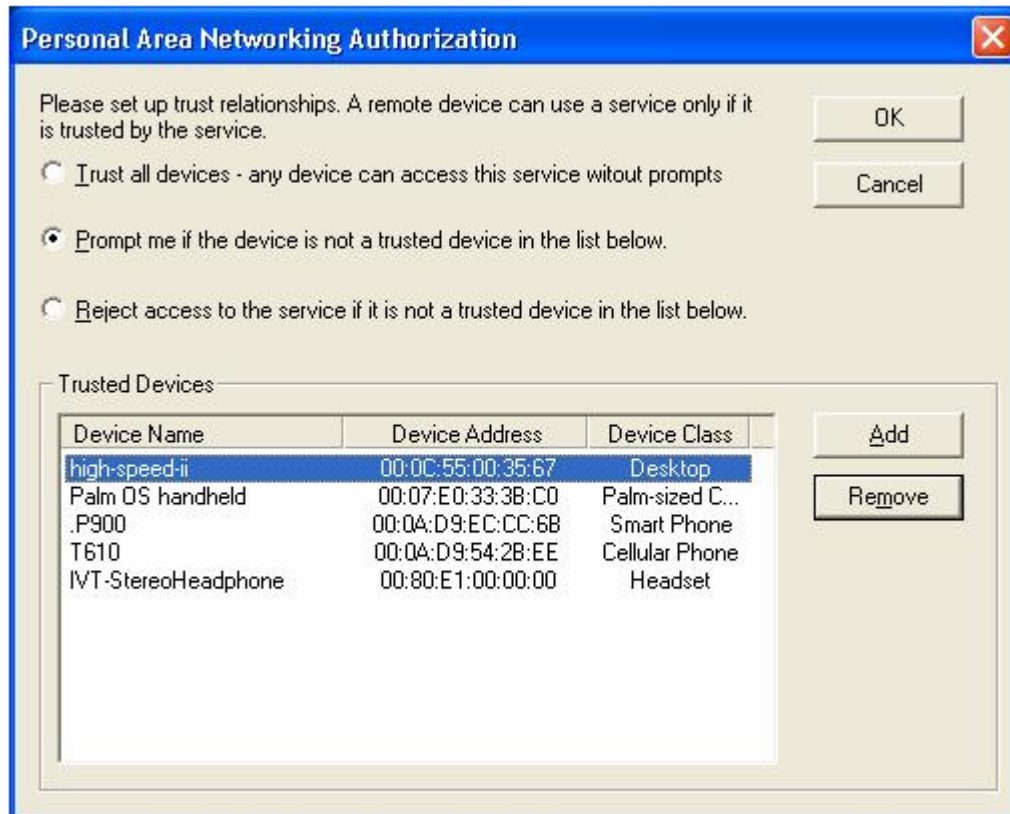 Personal Area Networking Authorization
Please set up trust relationships. A remote device can use a service only if it
is trusted by the service.
OK
Trust all devices - any device can access this service witout prompts
Cancel
Prompt me if the device is not a trusted device in the list below.
Reject access to the service if it is not a trusted device in the list below.
Trusted Devices
Device Name Device Address Device Class
high-speed-ii 00:0C:55:00:35:67 Desktop
Palm OS handheld 00:07:E0:33:3B:C0 Palm-sized C...
.P900 00:0A:D9:EC:CC:6B Smart Phone
T610 00:0A:D9:54:2B:EE Cellular Phone
IVT-StereoHeadphone 00:80:E1:00:00:00 Headset
Add
Remove